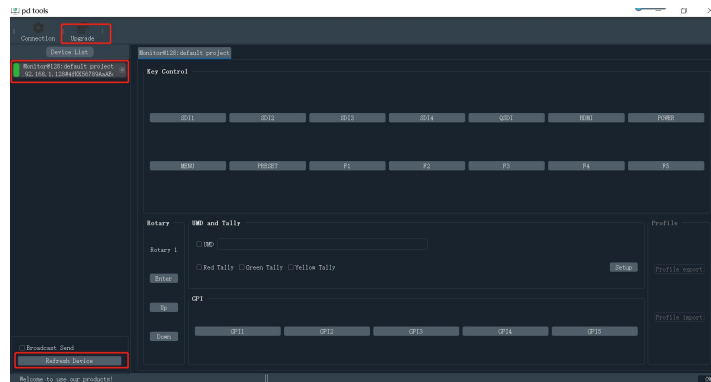 pd tools
Connection Upgrade
Device List
Monitor#128:default project
Monitor#128:default project
Key Control
SDI1 SDI2 SDI3 SDI4 QSDI HDMI POWER
MENU PRESET F1 F2 F3 F4 F5
Rotary
UMD and Tally
Profile
UMD
Rotary 1
Red Tally Green Tally Yellow Tally
Setup
Profile export
Enter
GPI
Up
Profile import
GPI1 GPI2 GPI3 GPI4 GPI5
Down
Broadcast Send
Refresh Device
Welcome to use our products!